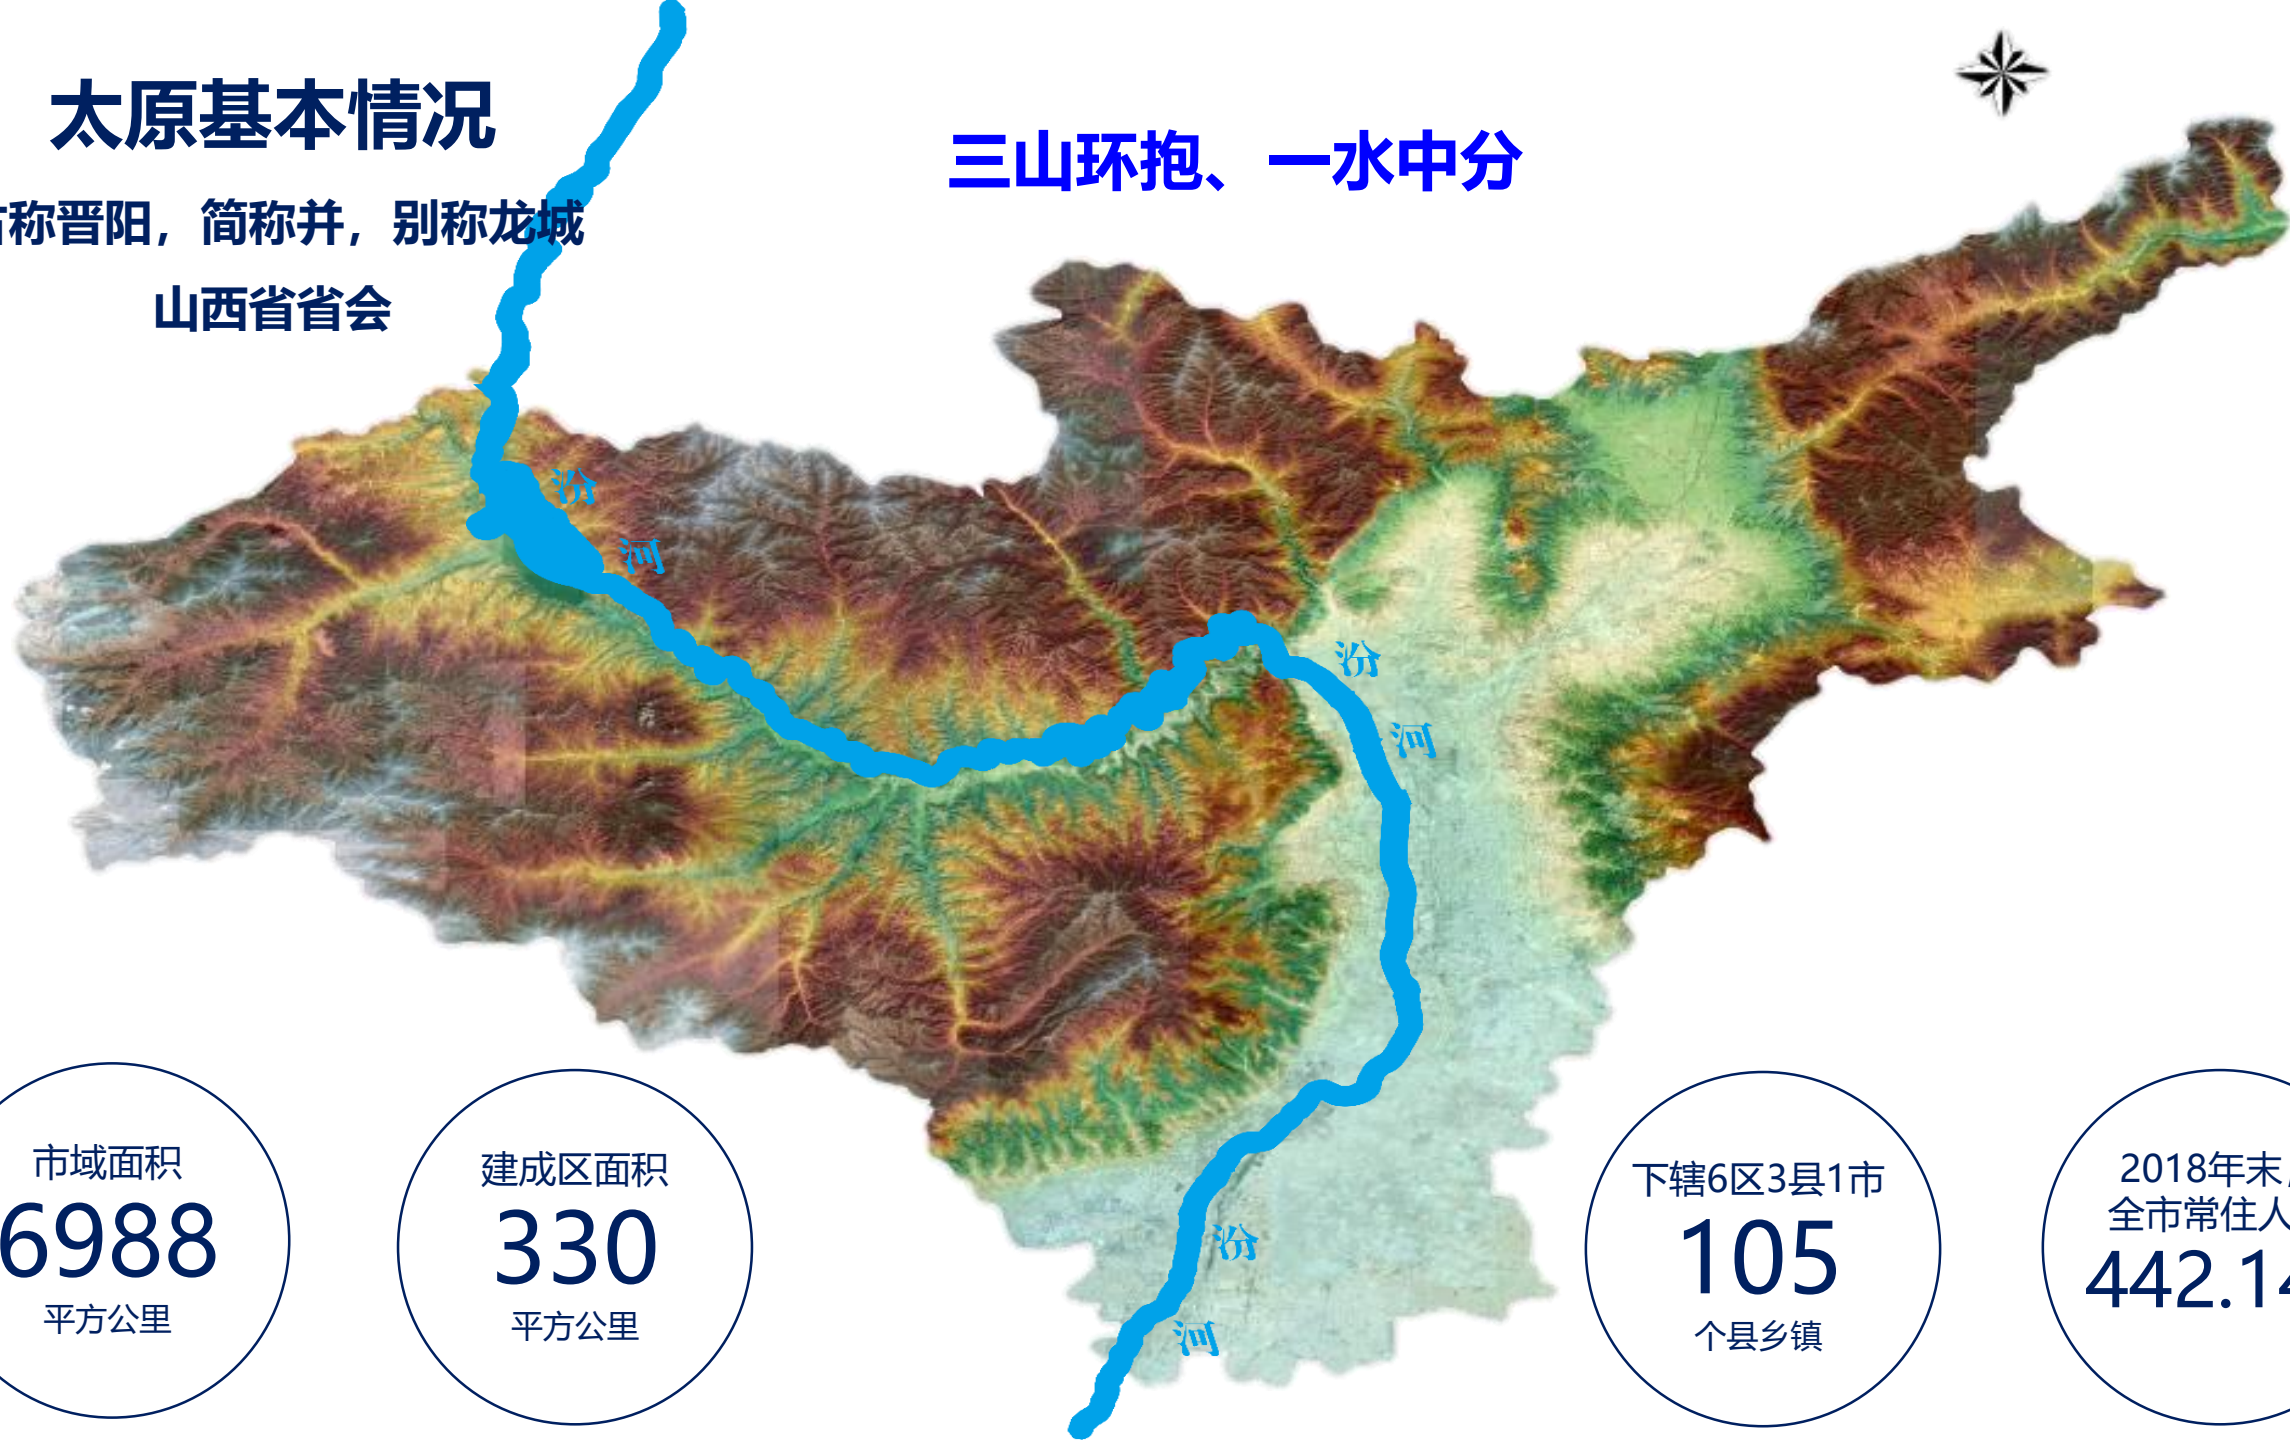 太原基本情况
称晋阳，简称并，别称龙城
山西省省会
三山环抱、一水中分
汾
河
汾
河
汾
河
市域面积
6988
平方公里
建成区面积
330
平方公里
下辖6区3县1市
105
个县乡镇
2018年末
全市常住人
442.1